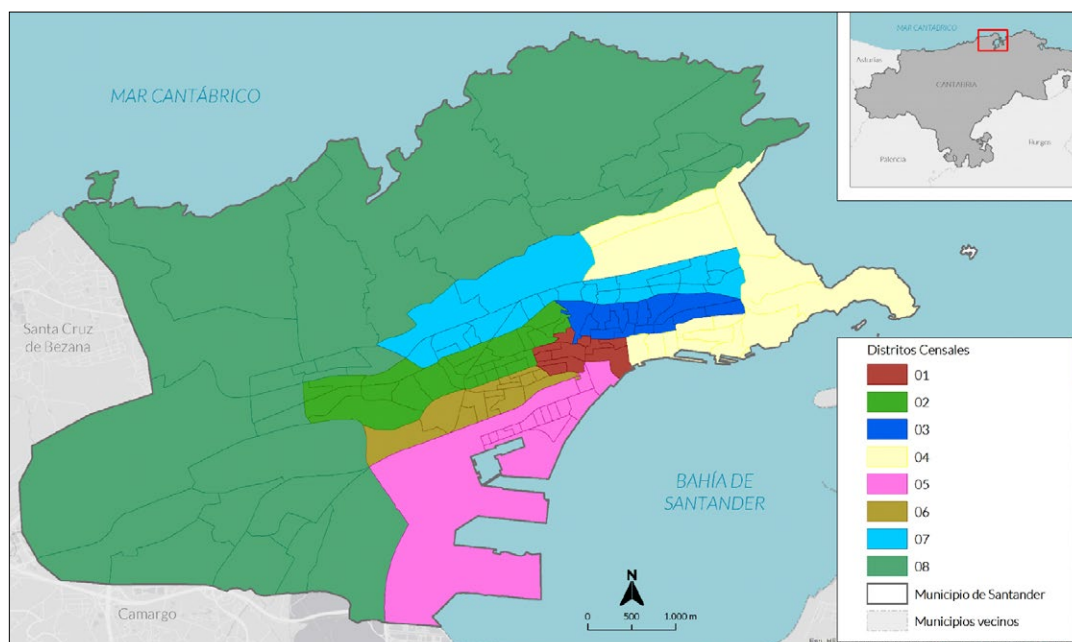 MAR CANTÁBRICO
MAR CANTÁBRICO
Asturias
CANTABRIA
Burgos
Palencia
Santa Cruz
de Bezana
BAHÍA DE
SANTANDER
Camargo
N
0 500 1.000 m
Distritos Censales
01
02
03
04
05
06
07
08
Municipio de Santander
Municipios vecinos